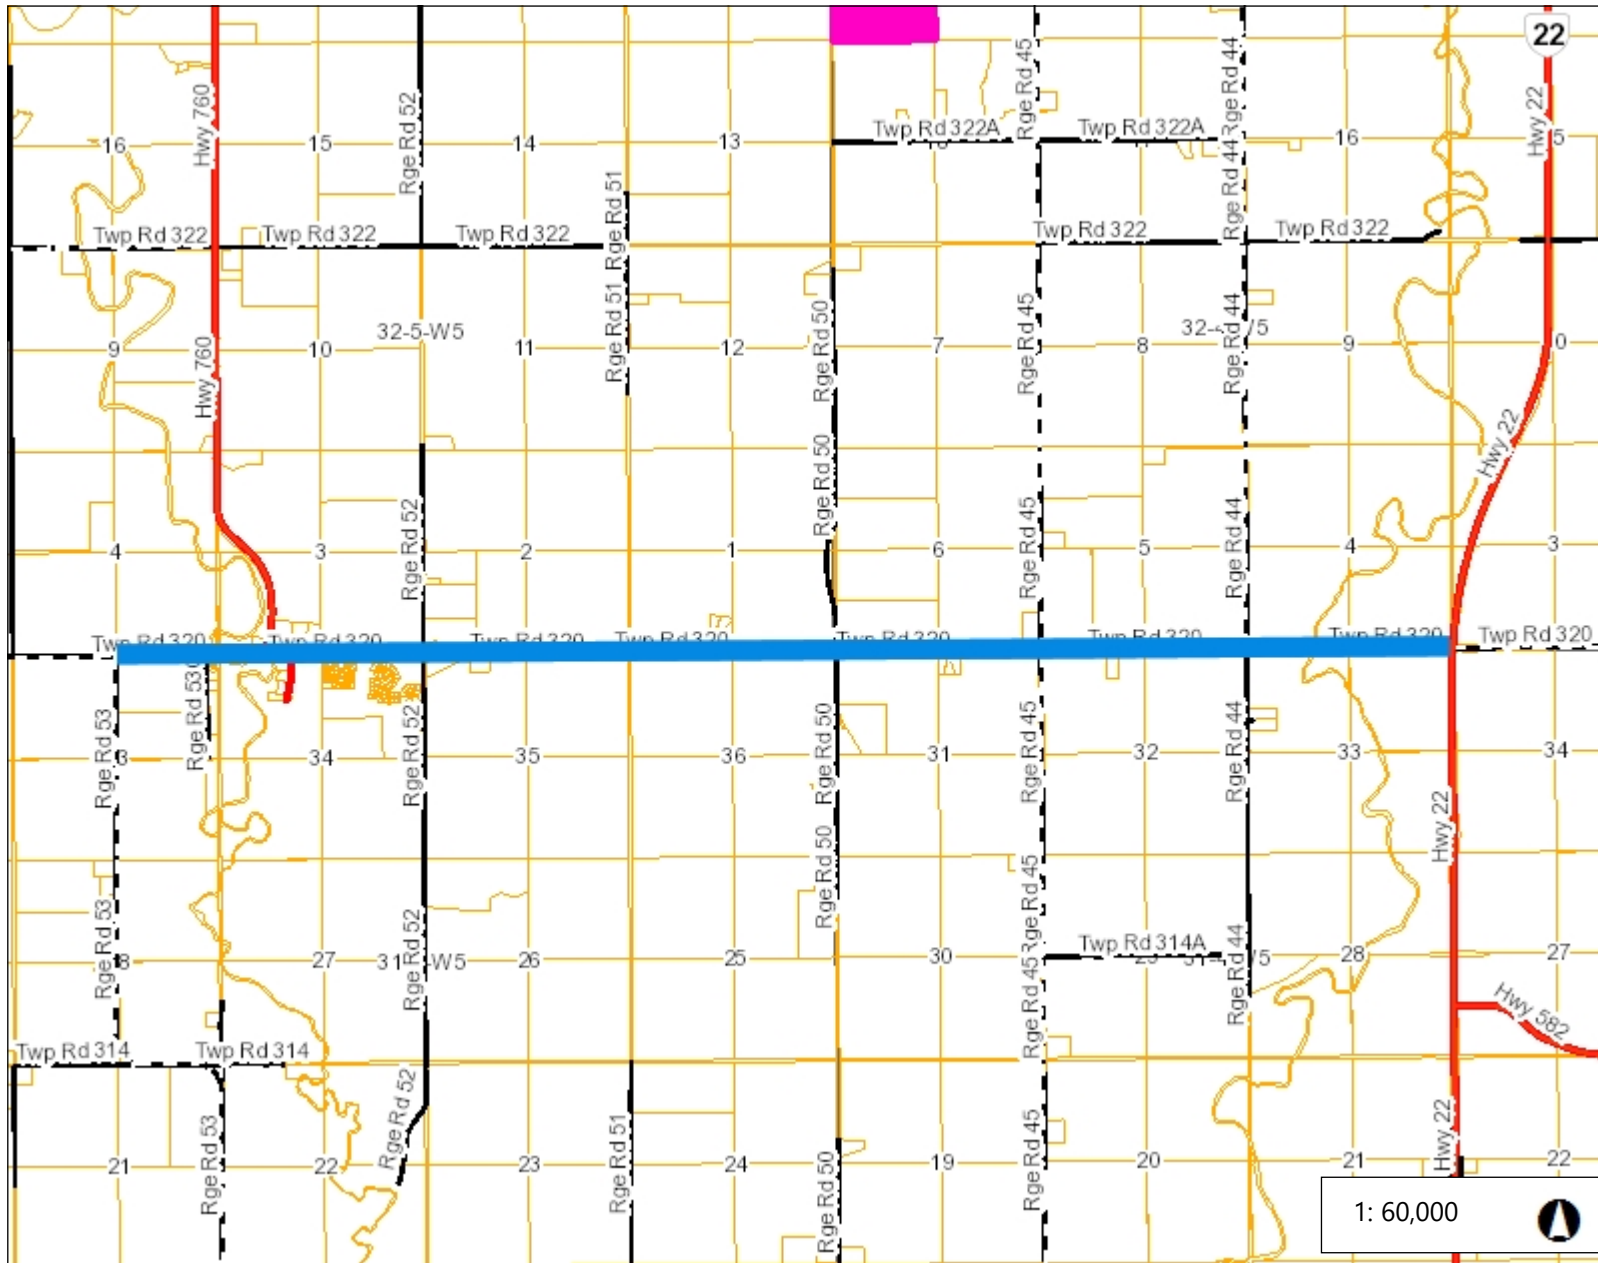 22
Rge Rd 45
Rge Rd 44
Hwy 760
Rge Rd 52
Hwy 22
Twp Rd 322A
Twp Rd 322A
16
15
14
13
16
5
Rge Rd 51
Rge Rd 44
Twp Rd 322
Twp Rd 322
Twp Rd 322
Twp Rd 322
Twp Rd 322
Rge Rd 51
Rge Rd 50
Rge Rd 45
Rge Rd 44
32-5-W5
9
10
11
12
7
8
9
0
Hwy 760
Hwy 22
Rge Rd 50
Rge Rd 52
Rge Rd 45
Rge Rd 44
4
3
2
1
6
5
4
3
Twp Rd 320
Twp Rd 320
Twp Rd 320
Twp Rd 320
Twp Rd 320
Twp Rd 320
Twp Rd 320
Twp Rd 320
Rge Rd 53
Rge Rd 53
Rge Rd 52
Rge Rd 50
Rge Rd 45
Rge Rd 44
34
35
36
31
32
33
34
Hwy 22
Rge Rd 50
Rge Rd 45
Rge Rd 53
Rge Rd 52
Rge Rd 44
Twp Rd 314A
27
26
25
30
28
27
Rge Rd 45
Hwy 582
Twp Rd 314
Twp Rd 314
Rge Rd 52
Rge Rd 53
Rge Rd 51
Rge Rd 50
Rge Rd 45
Hwy 22
21
22
23
24
19
20
21
22
1: 60,000